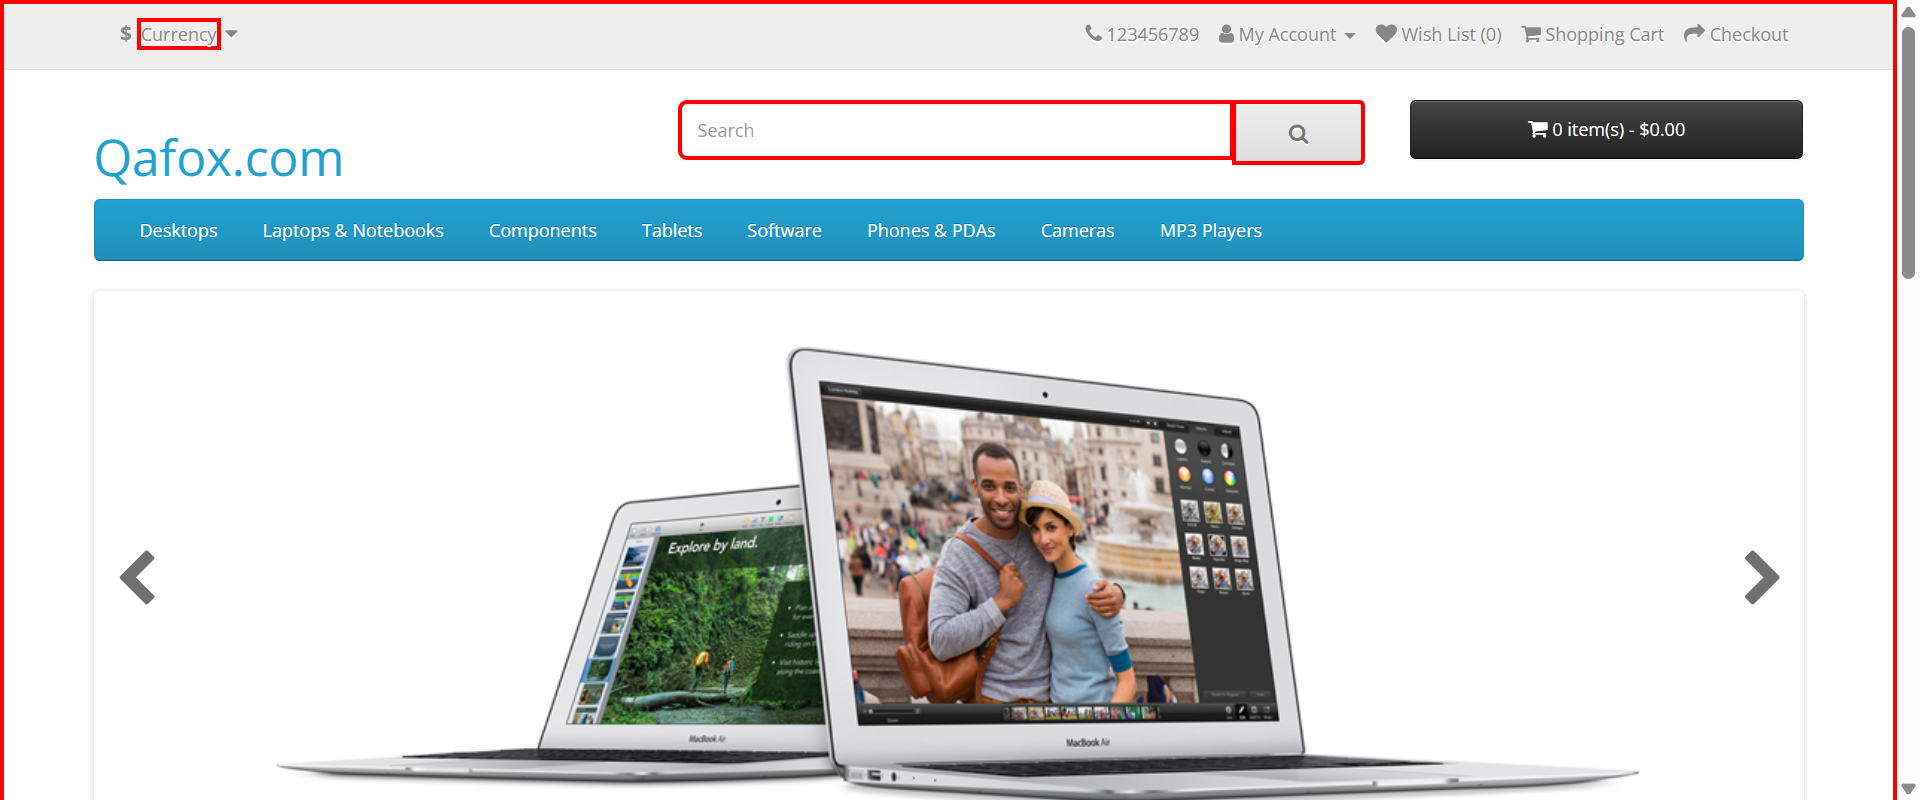 $ Currency
123456789 My Account Wish List (0) Shopping Cart Checkout
Search
0 item(s) - $0.00
Qafox.com
Desktops Laptops & Notebooks Components Tablets Software Phones & PDAs Cameras MP3 Players
Explore by land.
MacBook Air
MacBook Air